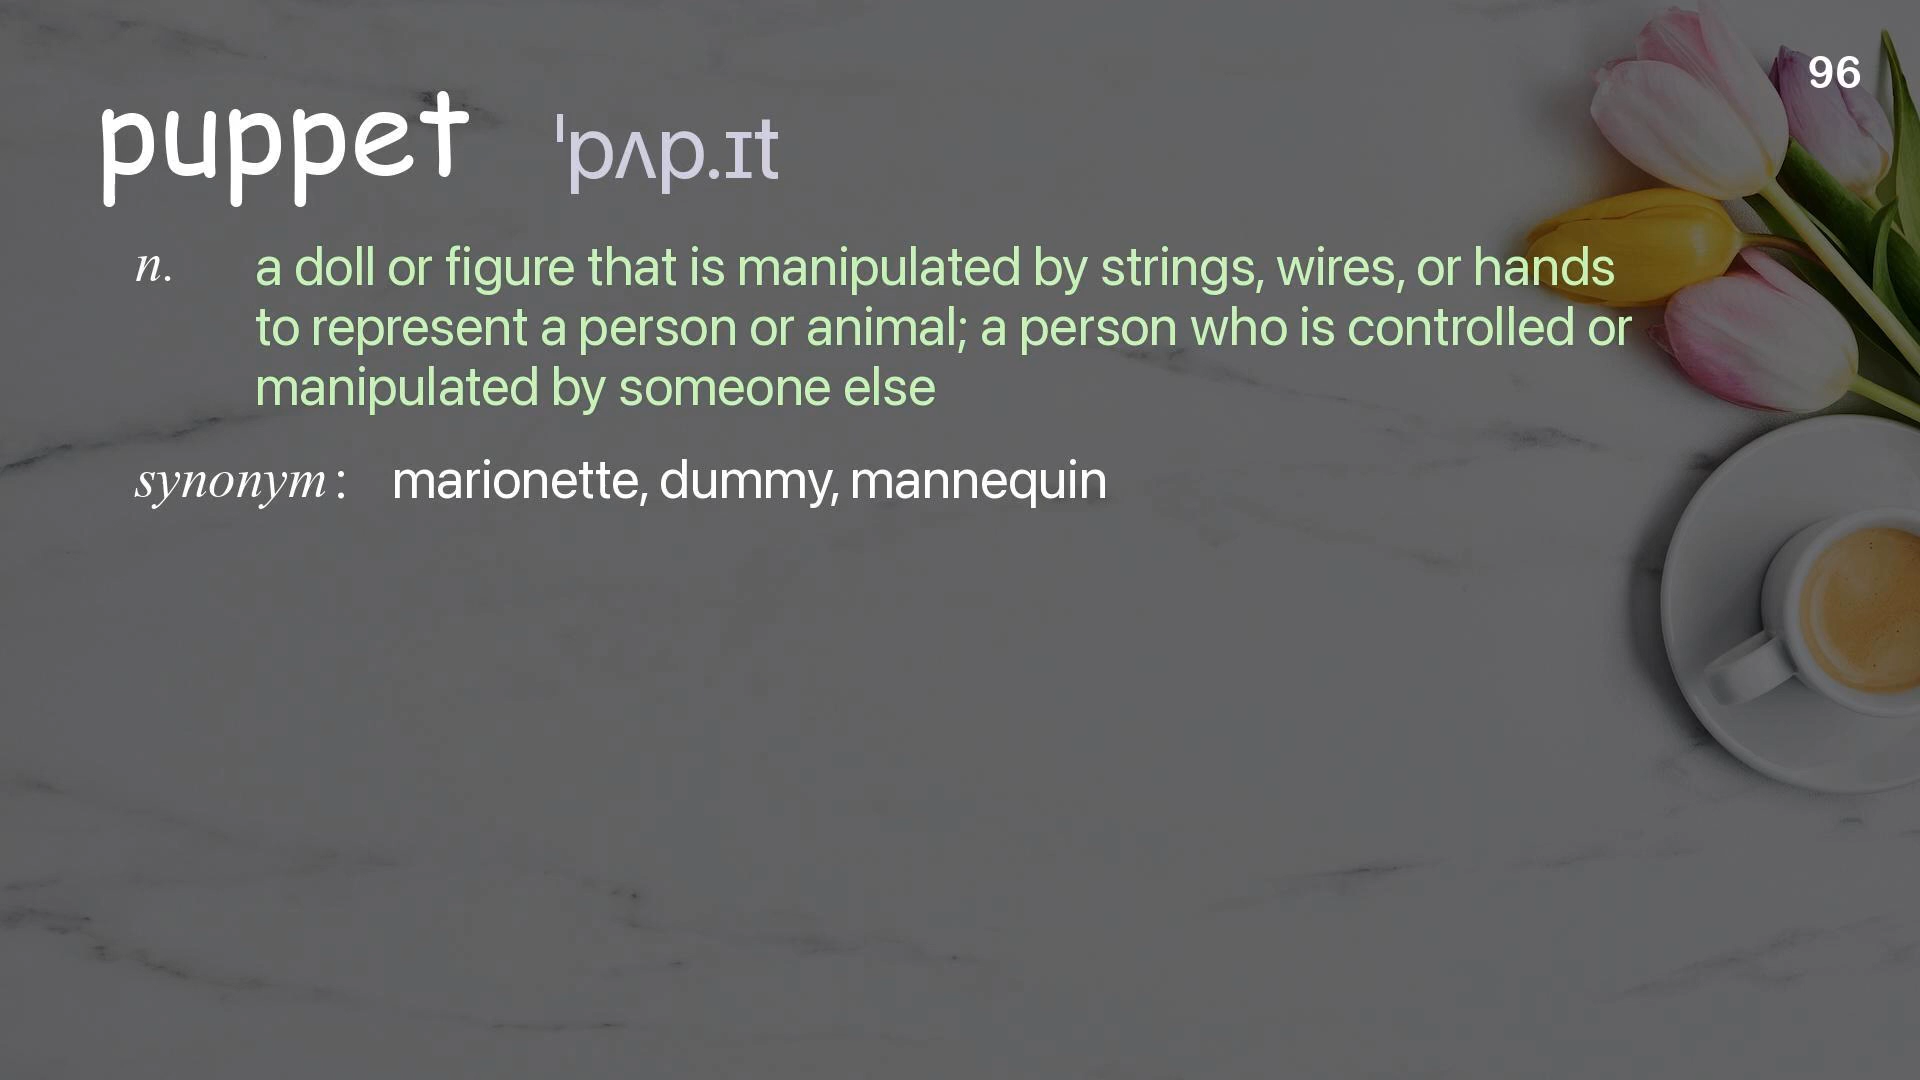 96
puppet ˈpʌp.ɪt
n. a doll or figure that is manipulated by strings, wires, or hands
to represent a person or animal; a person who is controlled or
manipulated by someone else
synonym : marionette, dummy, mannequin